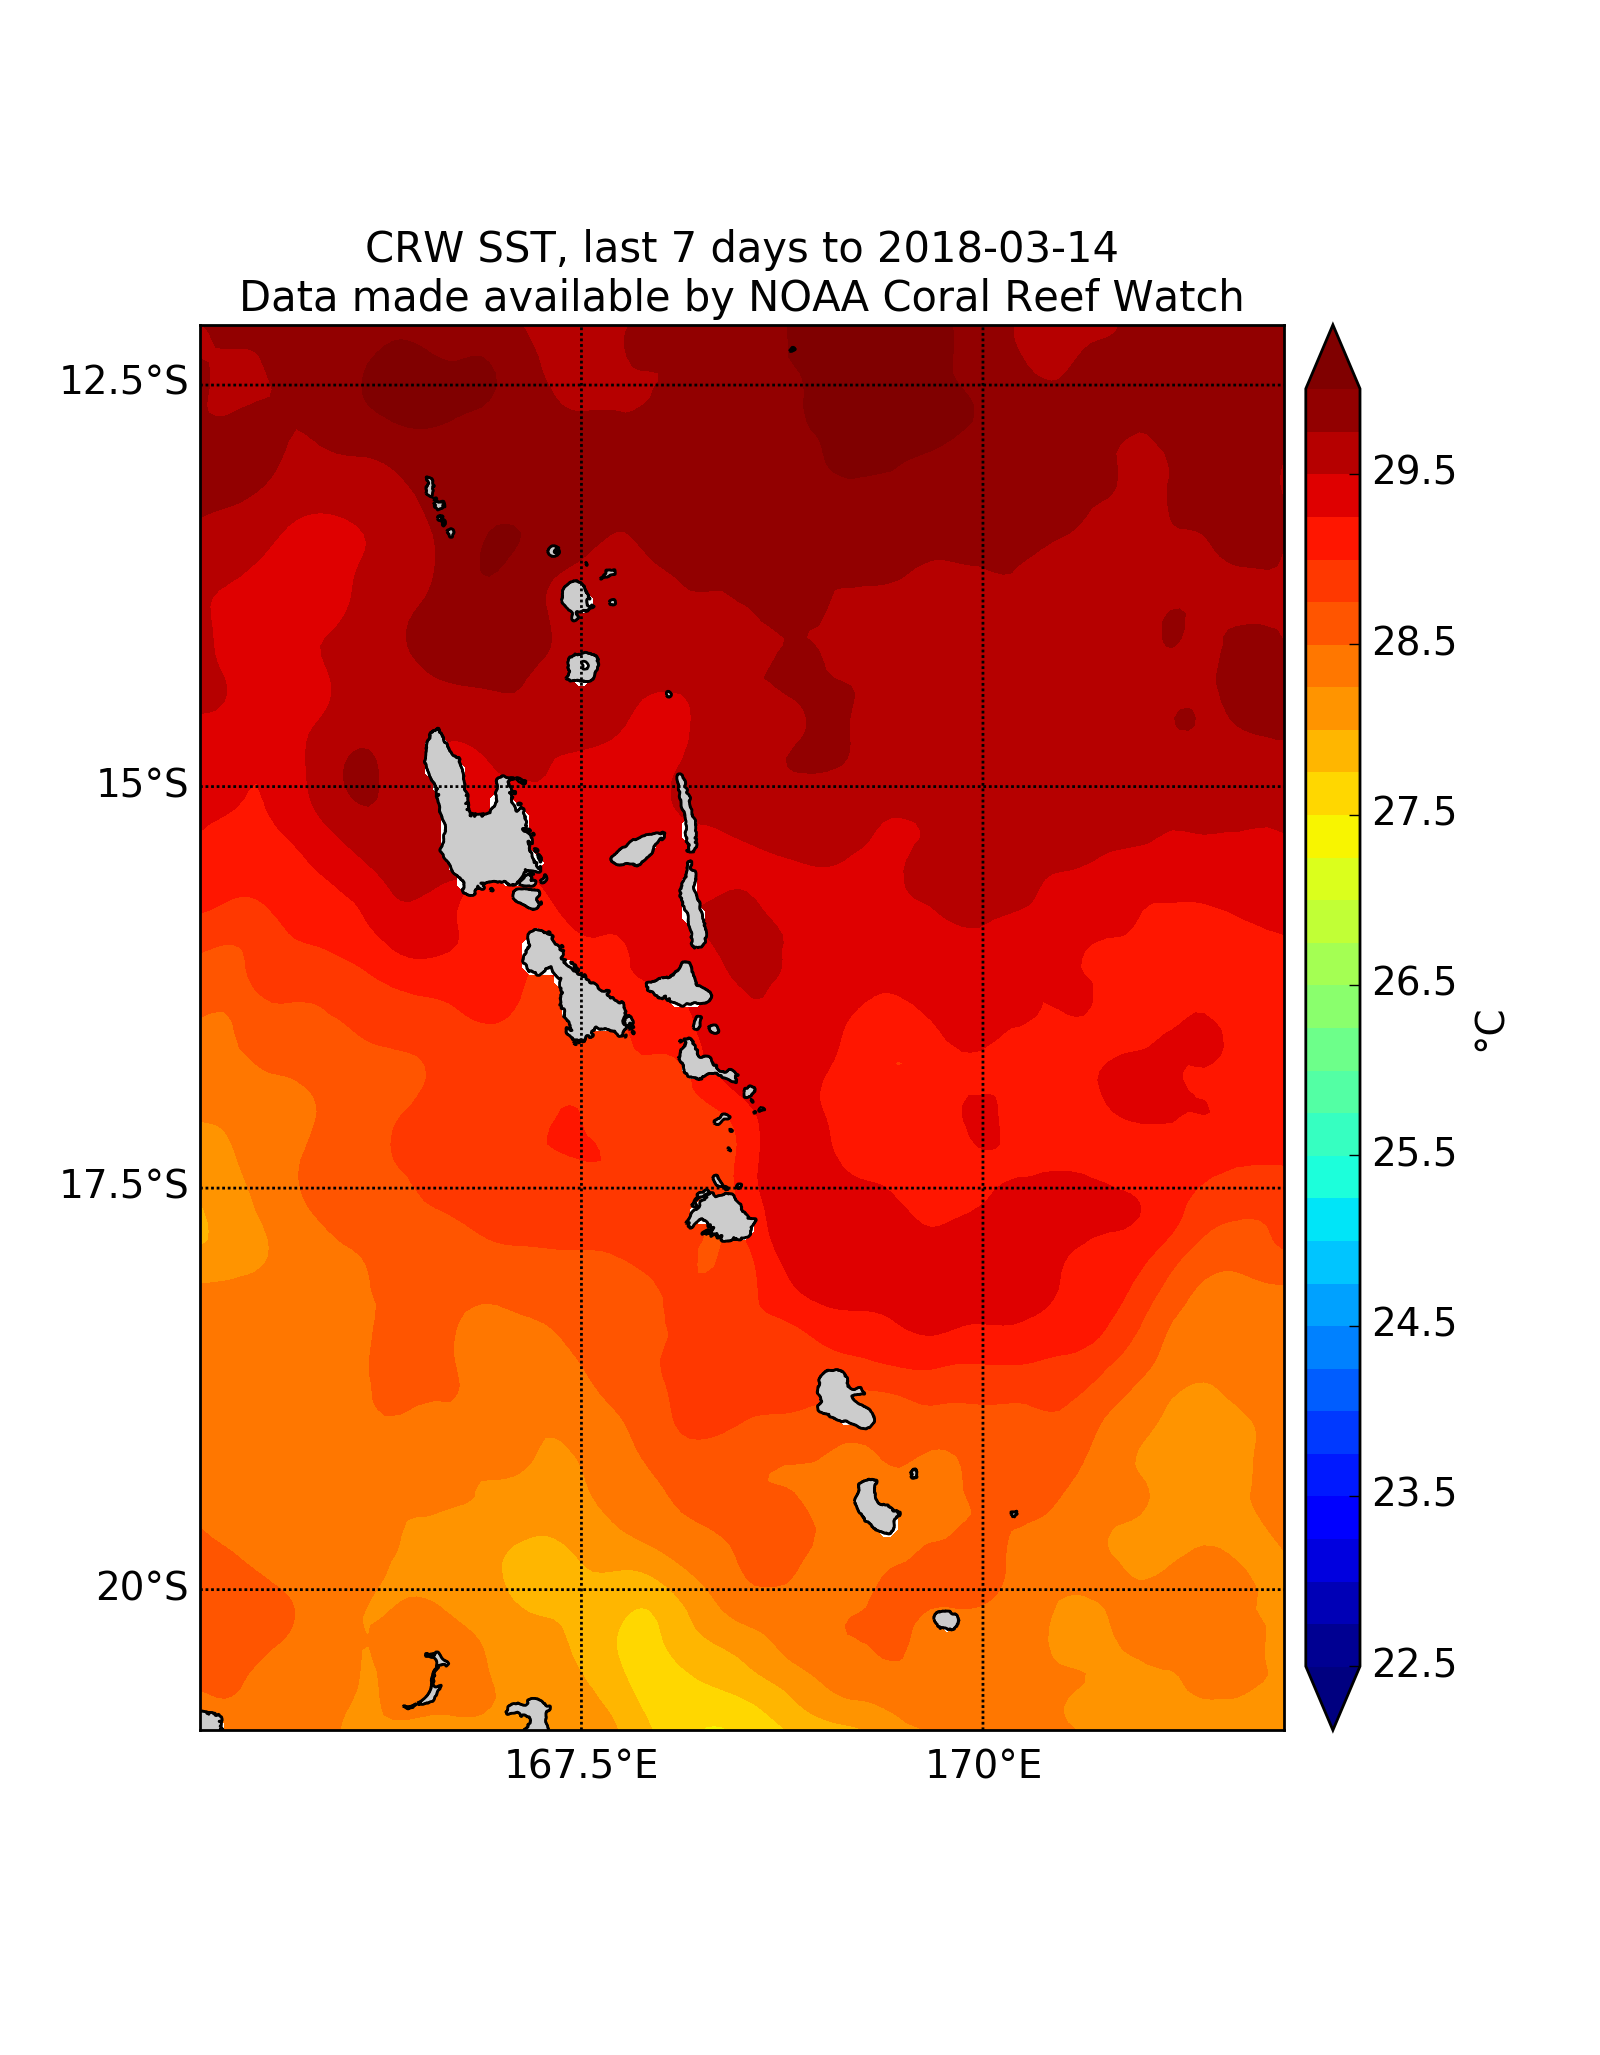 CRW SST, last 7 days to 2018-03-14
Data made available by NOAA Coral Reef Watch
12.5°S
15°S
17.5°S
20°S
167.5°E
170°E
29.5
28.5
27.5
26.5
25.5
24.5
23.5
22.5
°C